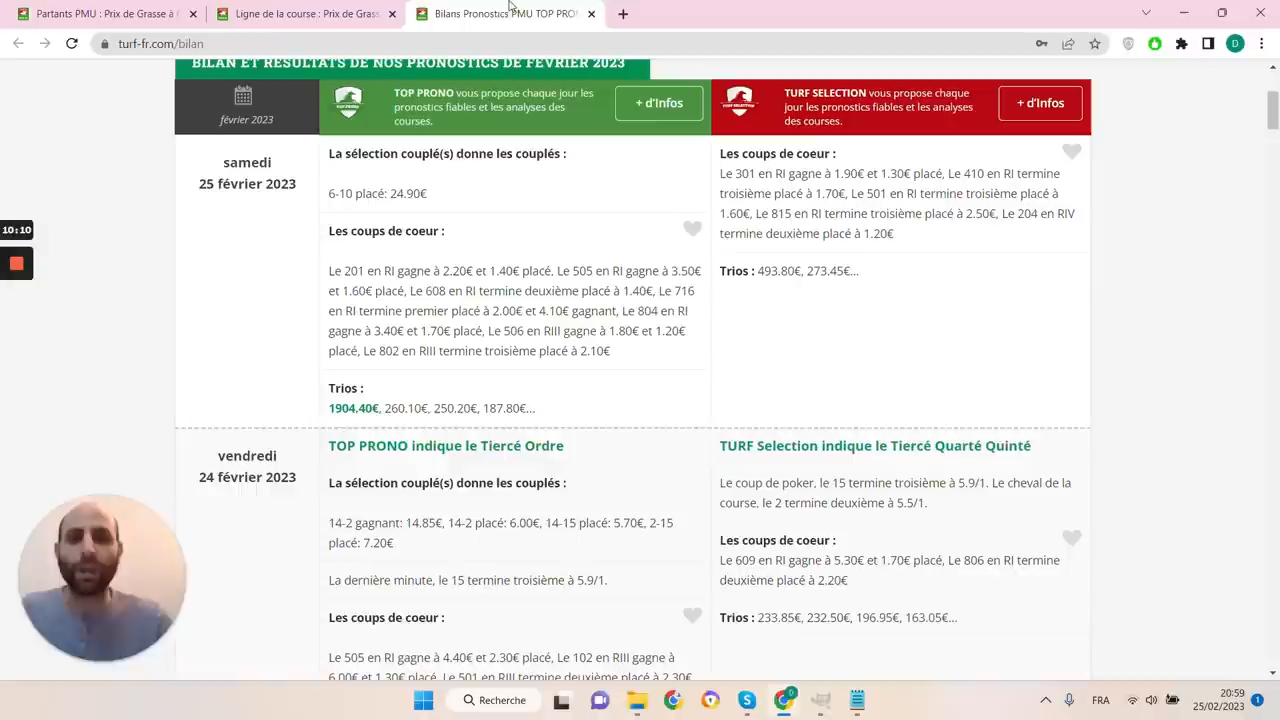 Partants PMU : Prix de Grasse à
Ligne de la course : Prix de Grass
Bilans Pronostics PMU TOP PRO
turf-fr.com/bilan
BILAN ET RÉSULTATS DE NOS PRONOSTICS DE FÉVRIER 2023
février 2023
TOP PRONO vous propose chaque jour les
pronostics fiables et les analyses des
courses.
+ d'Infos
TURF SELECTION vous propose chaque
jour les pronostics fiables et les analyses
des courses.
+ d'Infos
samedi
25 février 2023
La sélection couplé(s) donne les couplés :
6-10 placé: 24.90€
Les coups de coeur :
Le 201 en RI gagne à 2.20€ et 1.40€ placé, Le 505 en RI gagne à 3.50€
et 1.60€ placé, Le 608 en RI termine deuxième placé à 1.40€, Le 716
en RI termine premier placé à 2.00€ et 4.10€ gagnant, Le 804 en RI
gagne à 3.40€ et 1.70€ placé, Le 506 en RIII gagne à 1.80€ et 1.20€
placé, Le 802 en RIII termine troisième placé à 2.10€
Trios :
1904.40€, 260.10€, 250.20€, 187.80€...
Les coups de coeur :
Le 301 en RI gagne à 1.90€ et 1.30€ placé, Le 410 en RI termine
troisième placé à 1.70€, Le 501 en RI termine troisième placé à
1.60€, Le 815 en RI termine troisième placé à 2.50€, Le 204 en RIV
termine deuxième placé à 1.20€
Trios : 493.80€, 273.45€...
10:10
vendredi
24 février 2023
TOP PRONO indique le Tiercé Ordre
La sélection couplé(s) donne les couplés :
14-2 gagnant: 14.85€, 14-2 placé: 6.00€, 14-15 placé: 5.70€, 2-15
placé: 7.20€
La dernière minute, le 15 termine troisième à 5.9/1.
Les coups de coeur :
Le 505 en RI gagne à 4.40€ et 2.30€ placé, Le 102 en RIII gagne à
6.00€ et 1.30€ placé, Le 501 en RIII termine deuxième placé à 2.30€
TURF Selection indique le Tiercé Quarté Quinté
Le coup de poker, le 15 termine troisième à 5.9/1. Le cheval de la
course, le 2 termine deuxième à 5.5/1.
Les coups de coeur :
Le 609 en RI gagne à 5.30€ et 1.70€ placé, Le 806 en RI termine
deuxième placé à 2.20€
Trios : 233.85€, 232.50€, 196.95€, 163.05€...
Recherche
FRA
20:59
25/02/2023